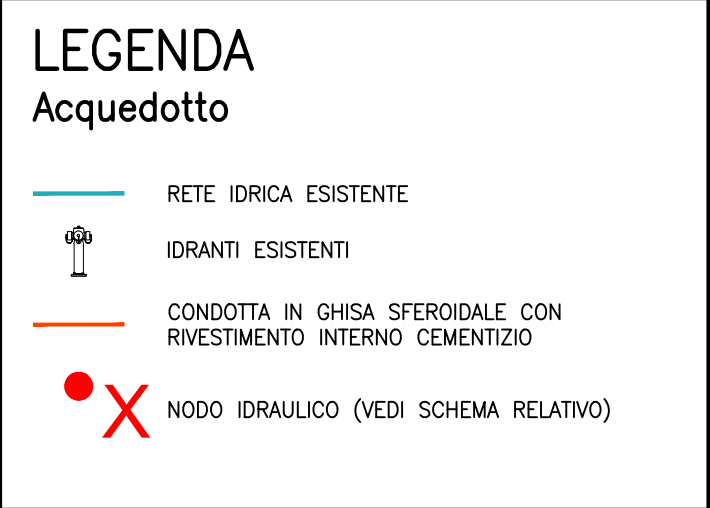 LEGENDA
Acquedotto
RETE IDRICA ESISTENTE
IDRANTI ESISTENTI
CONDOTTA IN GHISA SFEROIDALE CON
RIVESTIMENTO INTERNO CEMENTIZIO
X NODO IDRAULICO (VEDI SCHEMA RELATIVO)